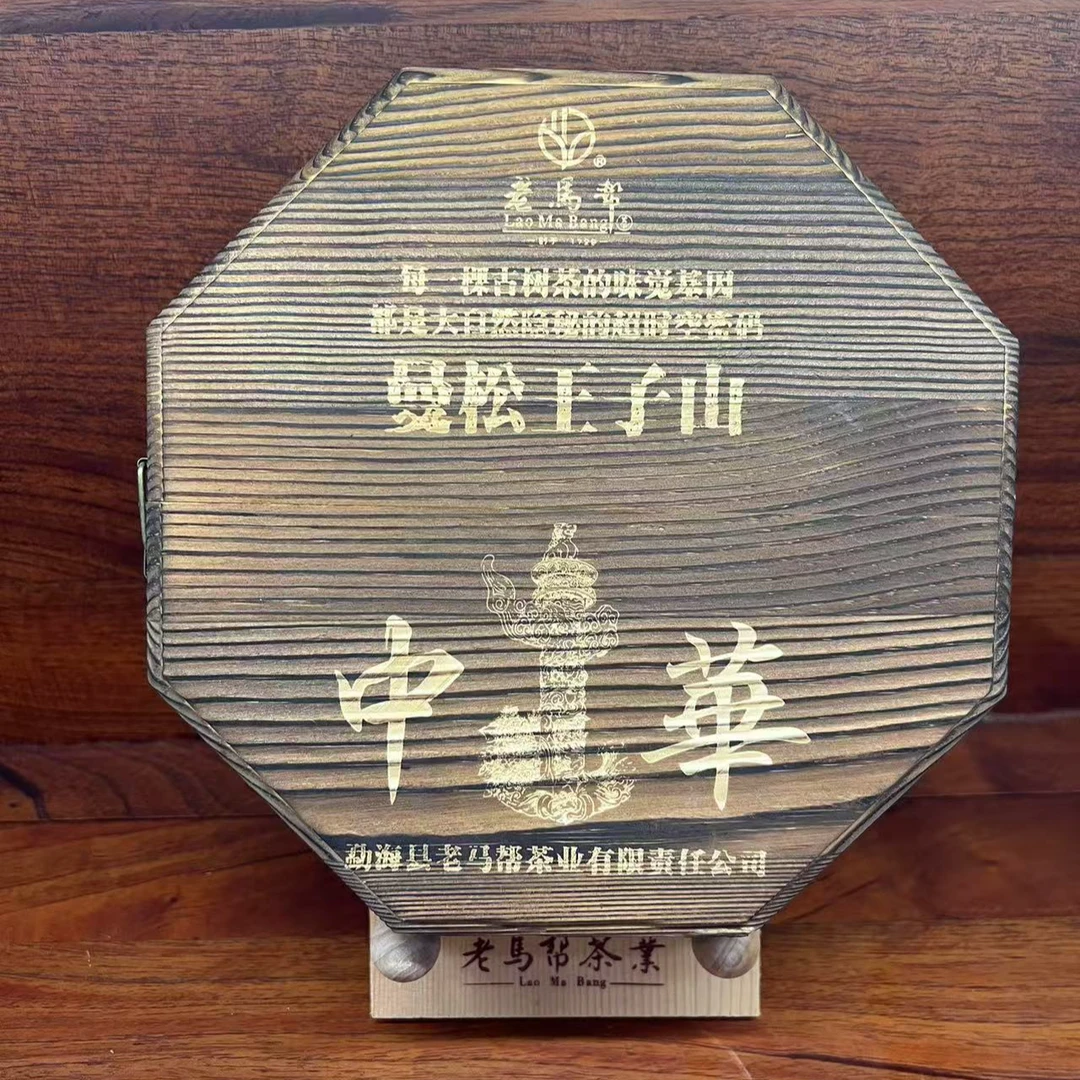 老馬幫
Lao Ma Bang
每一棵古树茶的味觉基因
都是大自然隐秘的超时空密码
曼松王子山
中華
勐海县老马帮茶业有限责任公司
老馬幫茶業
Lao Ma Bang